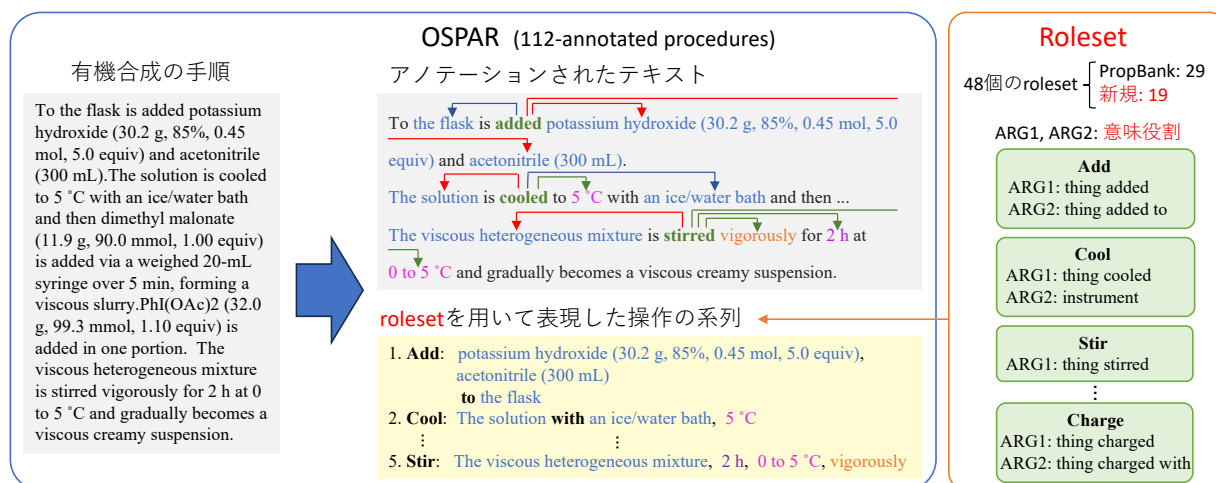 OSPAR (112-annotated procedures)
有機合成の手順
To the flask is added potassium
hydroxide (30.2 g, 85%, 0.45
mol, 5.0 equiv) and acetonitrile
(300 mL).The solution is cooled
to 5 ˚C with an ice/water bath
and then dimethyl malonate
(11.9 g, 90.0 mmol, 1.00 equiv)
is added via a weighed 20-mL
syringe over 5 min, forming a
viscous slurry.PhI(OAc)2 (32.0
g, 99.3 mmol, 1.10 equiv) is
added in one portion. The
viscous heterogeneous mixture
is stirred vigorously for 2 h at 0
to 5 ˚C and gradually becomes a
viscous creamy suspension.
アノテーションされたテキスト
To the flask is added potassium hydroxide (30.2 g, 85%, 0.45 mol, 5.0
equiv) and acetonitrile (300 mL).
The solution is cooled to 5 ˚C with an ice/water bath and then ...
The viscous heterogeneous mixture is stirred vigorously for 2 h at
0 to 5 ˚C and gradually becomes a viscous creamy suspension.
rolesetを用いて表現した操作の系列
1. Add: potassium hydroxide (30.2 g, 85%, 0.45 mol, 5.0 equiv),
acetonitrile (300 mL)
to the flask
2. Cool: The solution with an ice/water bath, 5 ˚C
⋮ ⋮
5. Stir: The viscous heterogeneous mixture, 2 h, 0 to 5 ˚C, vigorously
Roleset
48個のroleset
PropBank: 29
新規: 19
ARG1, ARG2: 意味役割
Add
ARG1: thing added
ARG2: thing added to
Cool
ARG1: thing cooled
ARG2: instrument
Stir
ARG1: thing stirred
⋮
Charge
ARG1: thing charged
ARG2: thing charged with